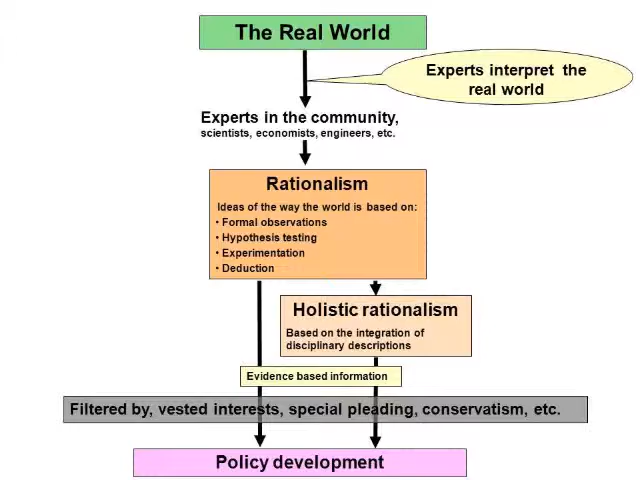 The Real World
Experts interpret the
real world
Experts in the community,
scientists, economists, engineers, etc.
Rationalism
Ideas of the way the world is based on:
• Formal observations
• Hypothesis testing
• Experimentation
• Deduction
Holistic rationalism
Based on the integration of
disciplinary descriptions
Evidence based information
Filtered by, vested interests, special pleading, conservatism, etc.
Policy development